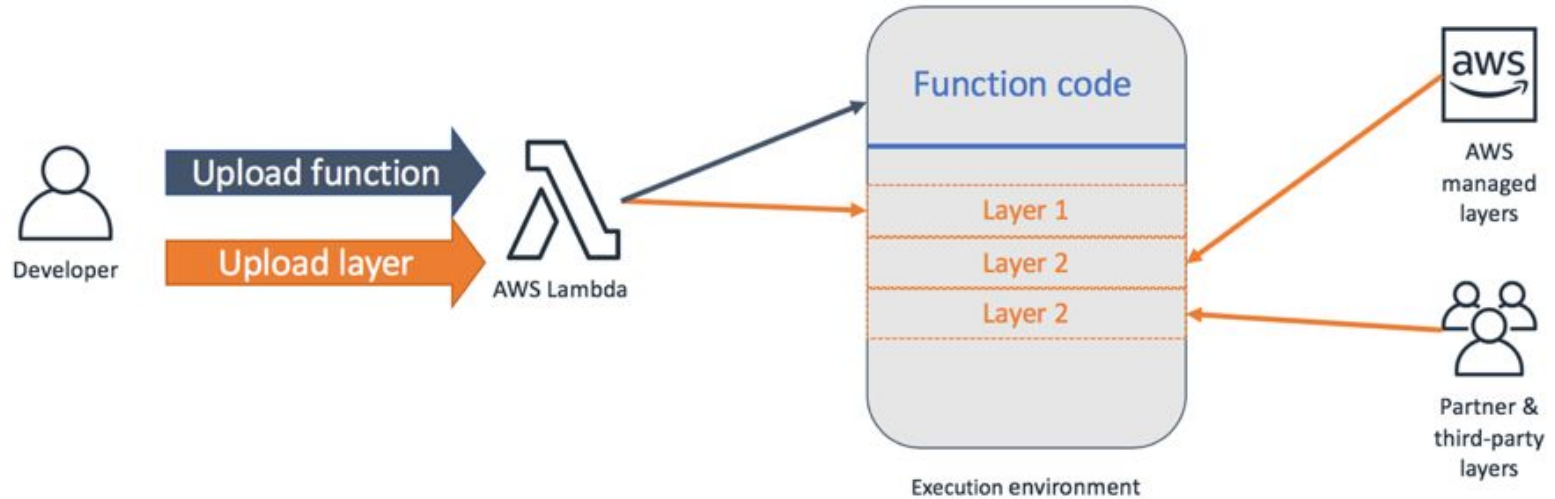 Upload function
Upload layer
Developer
AWS Lambda
Function code
Layer 1
Layer 2
Layer 2
Execution environment
aws
AWS
managed
layers
Partner &
third-party
layers